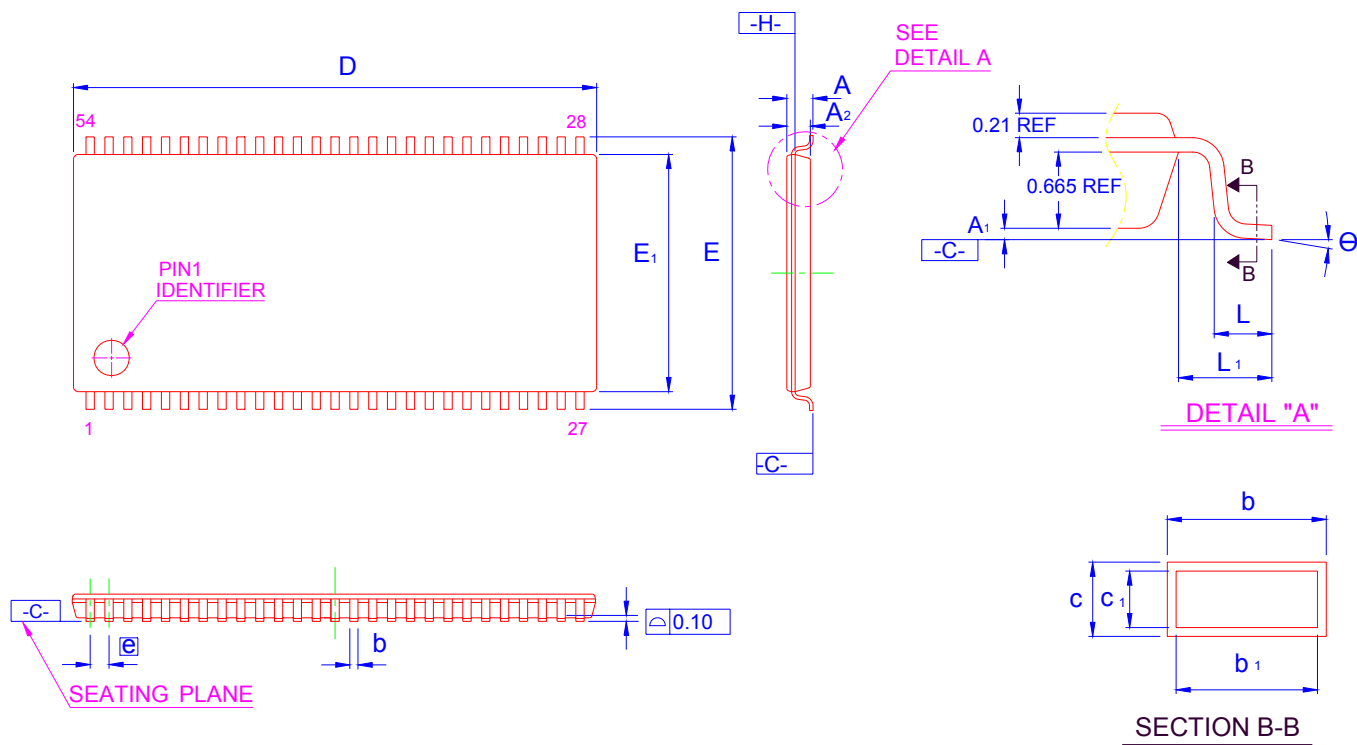 -H-
SEE
DETAIL A
D
A
A2
54
28
0.21 REF
B
0.665 REF
E1
E
A1
-C-
Θ
B
PIN1
IDENTIFIER
L
L1
1
27
DETAIL "A"
-C-
b
-C-
0.10
c
c1
e
b
b1
SEATING PLANE
SECTION B-B